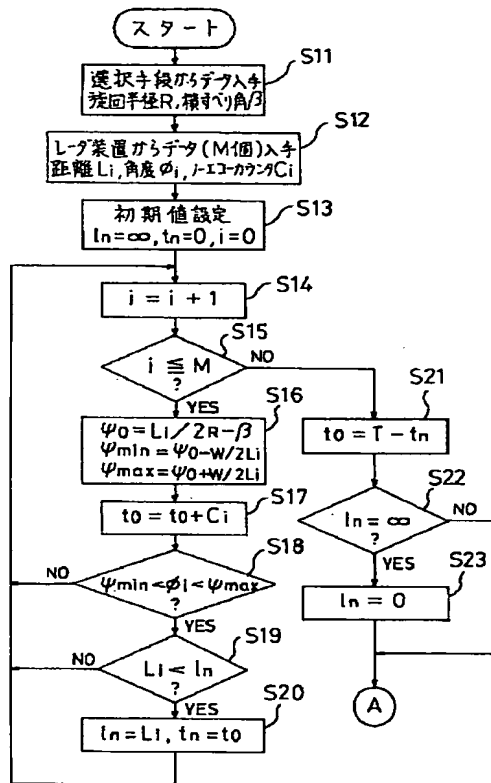 スタート
S11
選択手段からデータ入手
旋回半径R, 横すべり角β
S12
レーダ装置からデータ(M個)入手
距離Li, 角度φi, ノーエコーカウンタCi
S13
初期値設定
ln=∞, tn=0, i=0
S14
i = i + 1
S15
i ≦ M
?
NO
YES
S16
ψ0=Li/2R-β
ψmin=ψ0-W/2Li
ψmax=ψ0+W/2Li
S17
t0=t0+Ci
S18
ψmin<φi<ψmax
?
NO
YES
S19
Li<ln
?
NO
YES
S20
ln=Li, tn=t0
S21
t0=T-tn
S22
ln=∞
?
NO
YES
S23
ln=0
A